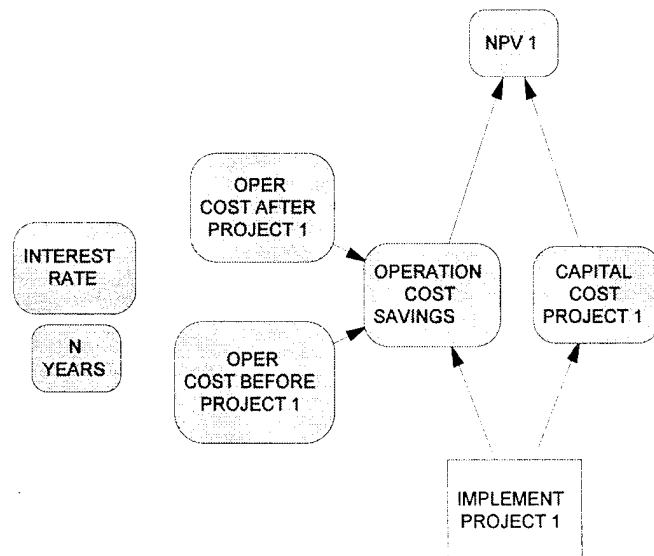 NPV 1
OPER
COST AFTER
PROJECT 1
INTEREST
RATE
OPERATION
COST
SAVINGS
CAPITAL
COST
PROJECT 1
N
YEARS
OPER
COST BEFORE
PROJECT 1
IMPLEMENT
PROJECT 1